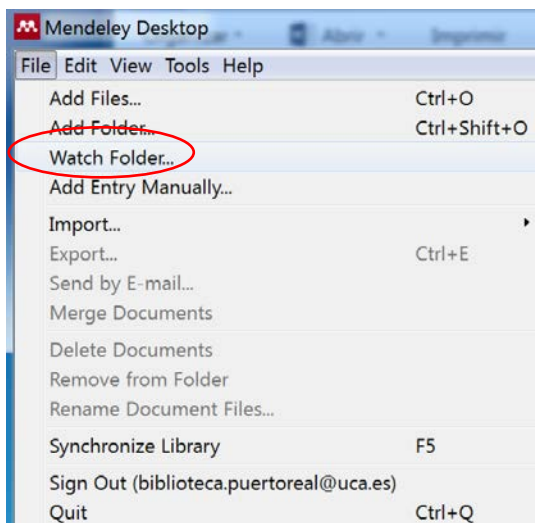 Mendeley Desktop
Abrir
Imprimir
File Edit View Tools Help
Add Files... Ctrl+O
Add Folder... Ctrl+Shift+O
Watch Folder...
Add Entry Manually...
Import...
Export... Ctrl+E
Send by E-mail...
Merge Documents
Delete Documents
Remove from Folder
Rename Document Files...
Synchronize Library F5
Sign Out (biblioteca.puertoreal@uca.es)
Quit Ctrl+Q